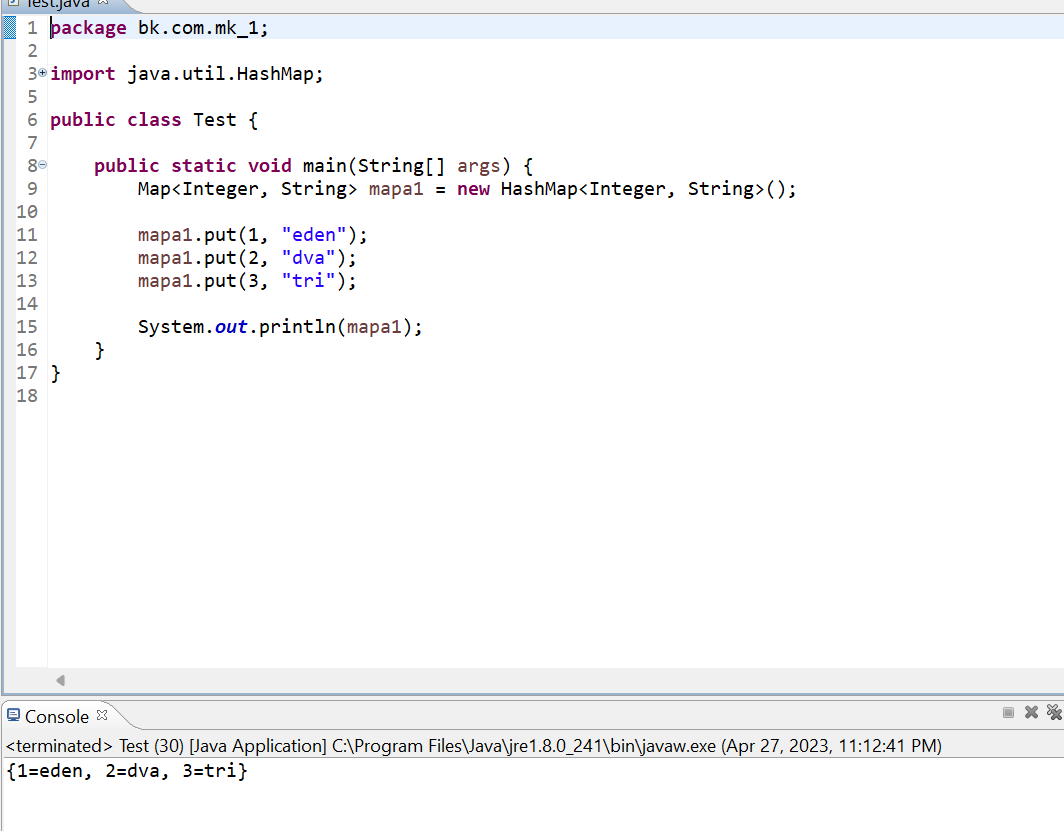 Test.java
1 package bk.com.mk_1;
2
3 import java.util.HashMap;
5
6 public class Test {
7
8 public static void main(String[] args) {
9 Map<Integer, String> mapa1 = new HashMap<Integer, String>();
10
11 mapa1.put(1, "eden");
12 mapa1.put(2, "dva");
13 mapa1.put(3, "tri");
14
15 System.out.println(mapa1);
16 }
17 }
18
Console
<terminated> Test (30) [Java Application] C:\Program Files\Java\jre1.8.0_241\bin\javaw.exe (Apr 27, 2023, 11:12:41 PM)
{1=eden, 2=dva, 3=tri}